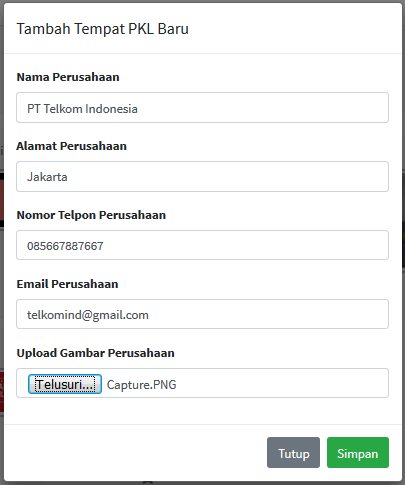 Tambah Tempat PKL Baru
Nama Perusahaan
PT Telkom Indonesia
Alamat Perusahaan
Jakarta
Nomor Telpon Perusahaan
085667887667
Email Perusahaan
telkomind@gmail.com
Upload Gambar Perusahaan
Telusuri... Capture.PNG
Tutup Simpan